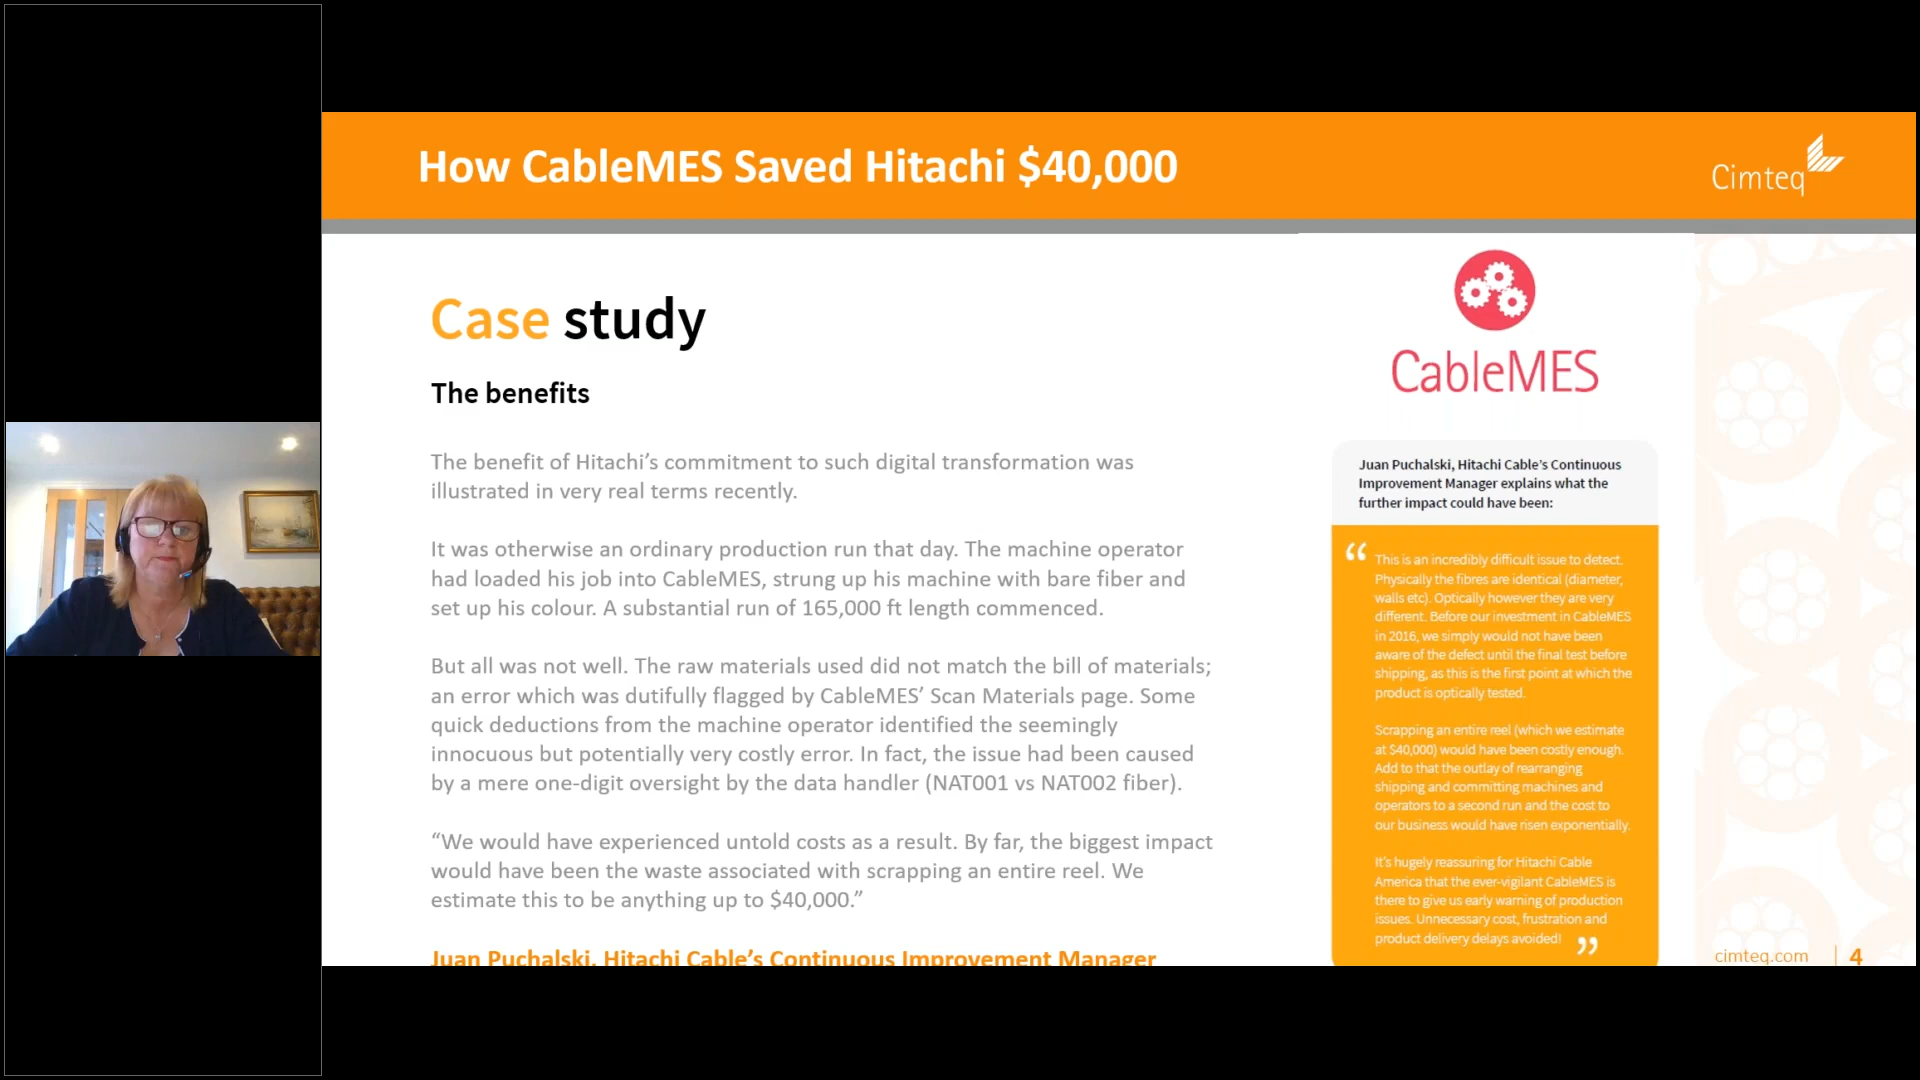 How CableMES Saved Hitachi $40,000
Cimteq
Case study
The benefits
The benefit of Hitachi’s commitment to such digital transformation was
illustrated in very real terms recently.
It was otherwise an ordinary production run that day. The machine operator
had loaded his job into CableMES, strung up his machine with bare fiber and
set up his colour. A substantial run of 165,000 ft length commenced.
But all was not well. The raw materials used did not match the bill of materials;
an error which was dutifully flagged by CableMES’ Scan Materials page. Some
quick deductions from the machine operator identified the seemingly
innocuous but potentially very costly error. In fact, the issue had been caused
by a mere one-digit oversight by the data handler (NAT001 vs NAT002 fiber).
“We would have experienced untold costs as a result. By far, the biggest impact
would have been the waste associated with scrapping an entire reel. We
estimate this to be anything up to $40,000.”
Juan Puchalski, Hitachi Cable’s Continuous Improvement Manager
CableMES
Juan Puchalski, Hitachi Cable’s Continuous
Improvement Manager explains what the
further impact could have been:
“ This is an incredibly difficult issue to detect.
Physically the fibres are identical (diameter,
walls etc). Optically however they are very
different. Before our investment in CableMES
in 2016, we simply would not have been
aware of the defect until the final test before
shipping, as this is the first point at which the
product is optically tested.
Scrapping an entire reel (which we estimate
at $40,000) would have been costly enough.
Add to that the outlay of rearranging
shipping and committing machines and
operators to a second run and the cost to
our business would have risen exponentially.
It’s hugely reassuring for Hitachi Cable
America that the ever-vigilant CableMES is
there to give us early warning of production
issues. Unnecessary cost, frustration and
product delivery delays avoided! ”
cimteq.com | 4